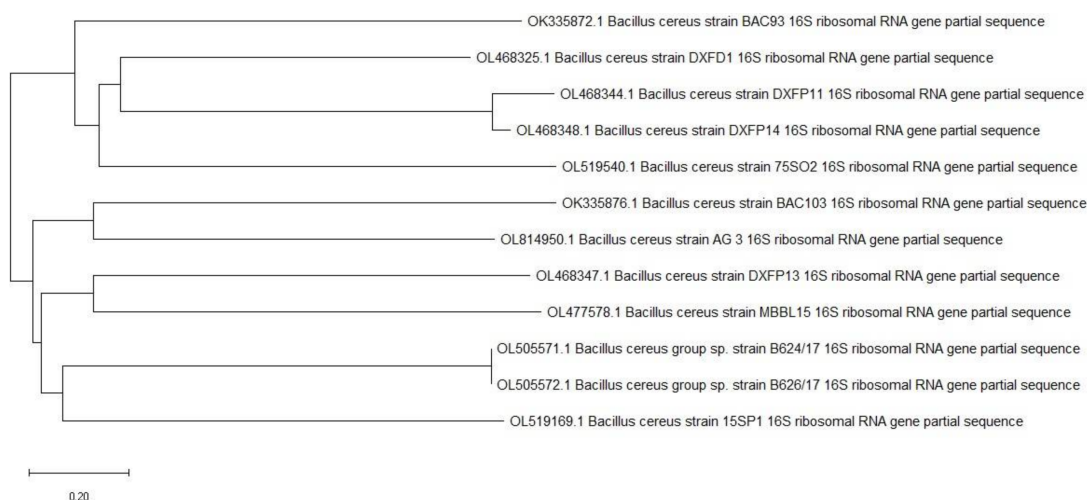 OK335872.1 Bacillus cereus strain BAC93 16S ribosomal RNA gene partial sequence
OL468325.1 Bacillus cereus strain DXFD1 16S ribosomal RNA gene partial sequence
OL468344.1 Bacillus cereus strain DXFP11 16S ribosomal RNA gene partial sequence
OL468348.1 Bacillus cereus strain DXFP14 16S ribosomal RNA gene partial sequence
OL519540.1 Bacillus cereus strain 75SO2 16S ribosomal RNA gene partial sequence
OK335876.1 Bacillus cereus strain BAC103 16S ribosomal RNA gene partial sequence
OL814950.1 Bacillus cereus strain AG 3 16S ribosomal RNA gene partial sequence
OL468347.1 Bacillus cereus strain DXFP13 16S ribosomal RNA gene partial sequence
OL477578.1 Bacillus cereus strain MBBL15 16S ribosomal RNA gene partial sequence
OL505571.1 Bacillus cereus group sp. strain B624/17 16S ribosomal RNA gene partial sequence
OL505572.1 Bacillus cereus group sp. strain B626/17 16S ribosomal RNA gene partial sequence
OL519169.1 Bacillus cereus strain 15SP1 16S ribosomal RNA gene partial sequence
0.20